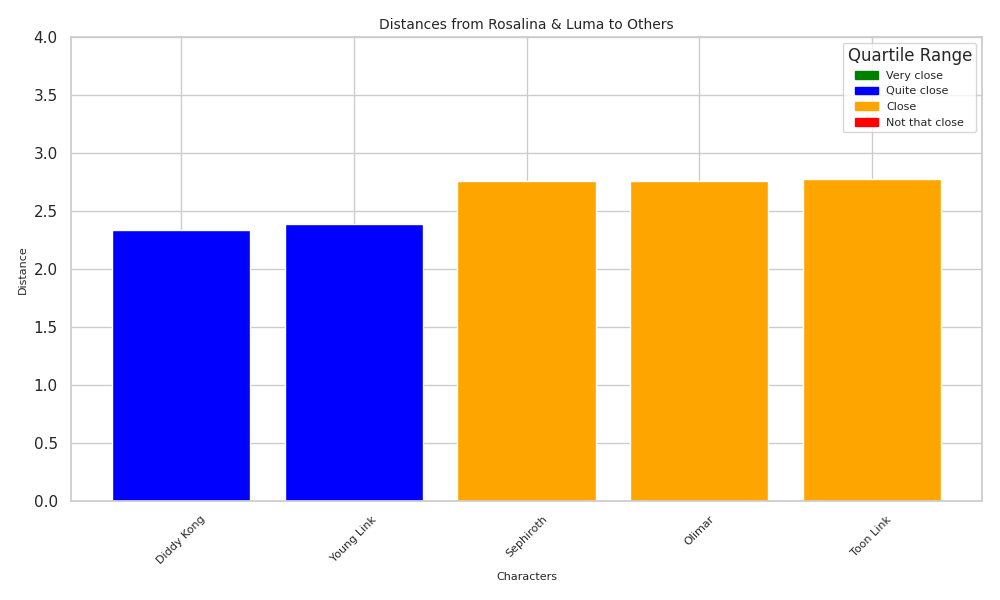 Distances from Rosalina & Luma to Others
4.0
3.5
3.0
2.5
2.0
1.5
1.0
0.5
0.0
Distance
Quartile Range
Very close
Quite close
Close
Not that close
Diddy Kong
Young Link
Sephiroth
Olimar
Toon Link
Characters